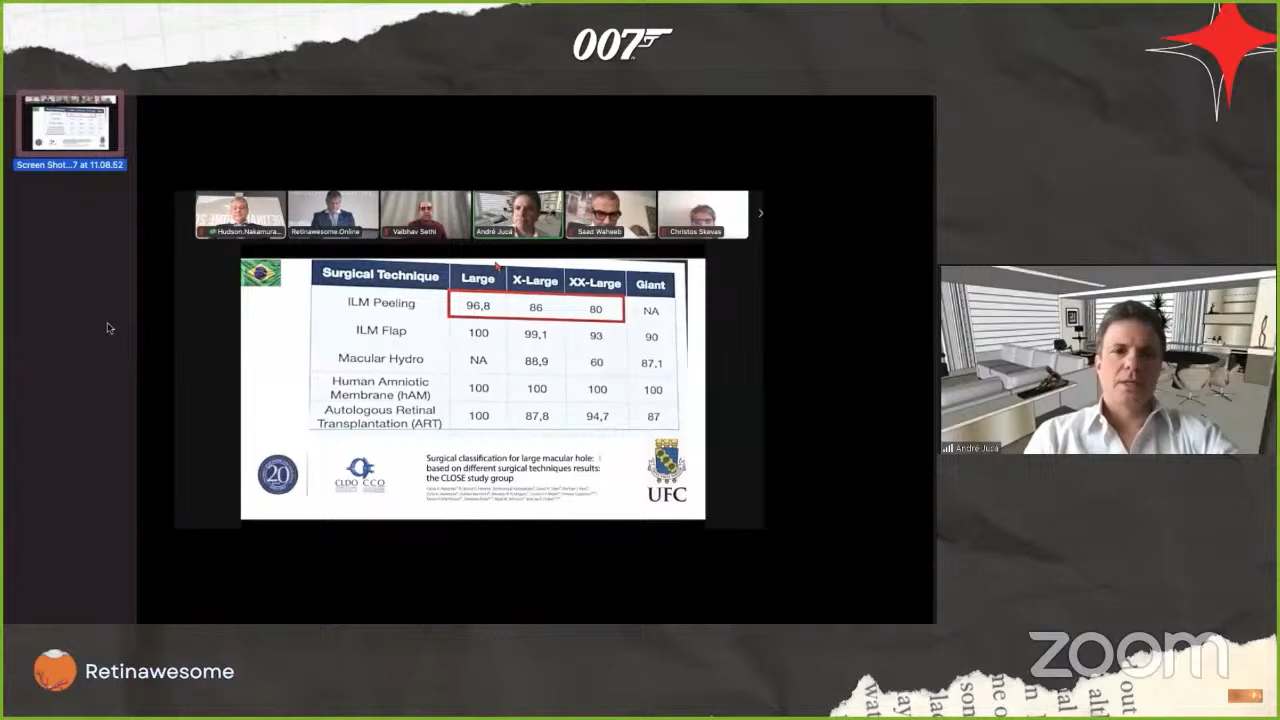 007
Screen Shot...7 at 11.08.52
Hudson.Nakamura...
Retinawesome.Online
Vaibhav Sethi
André Jucá
Saad Waheeb
Christos Skevas
Surgical Technique Large X-Large XX-Large Giant
ILM Peeling 96,8 86 80 NA
ILM Flap 100 99,1 93 90
Macular Hydro NA 88,9 60 87,1
Human Amniotic
Membrane (hAM) 100 100 100 100
Autologous Retinal
Transplantation (ART) 100 87,8 94,7 87
20
CLDO CCO
Surgical classification for large macular hole:
based on different surgical techniques results:
the CLOSE study group
UFC
André Jucá
Retinawesome
zoom